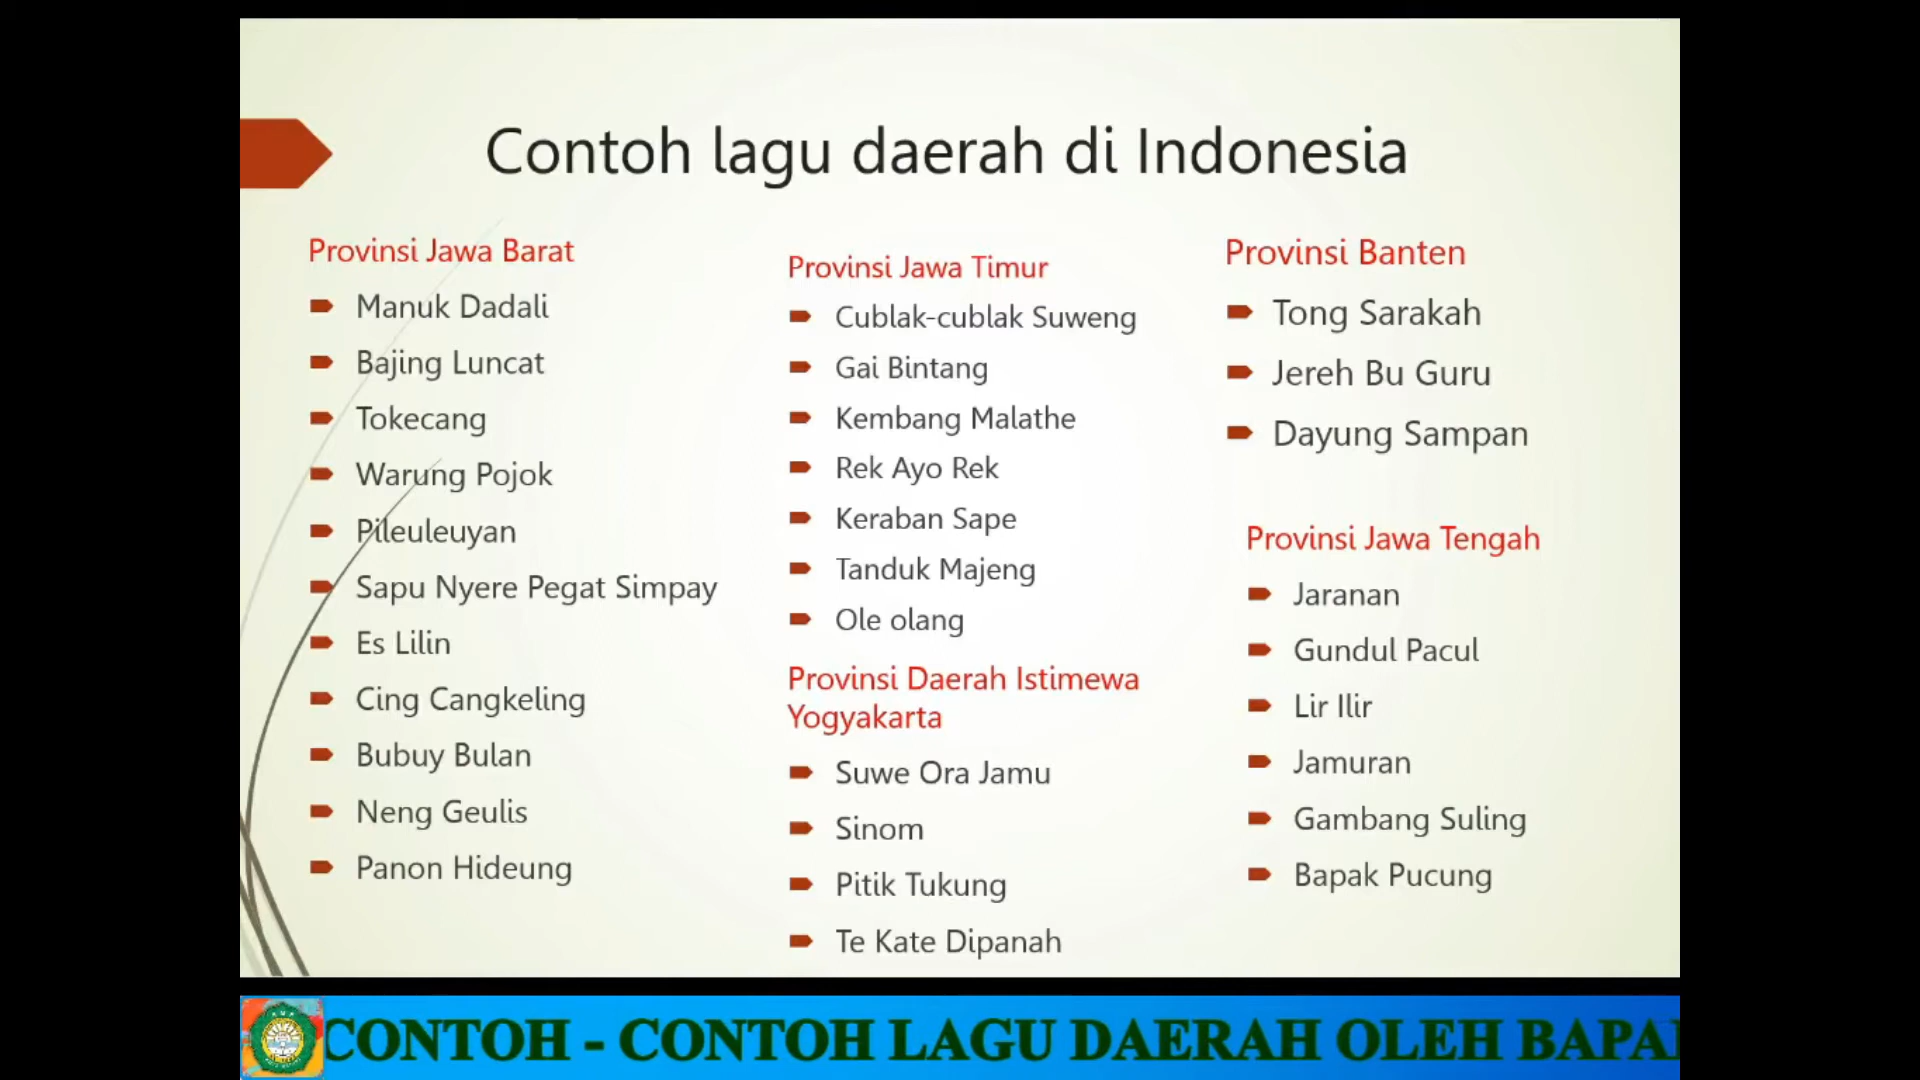 Contoh lagu daerah di Indonesia
Provinsi Jawa Barat
Manuk Dadali
Bajing Luncat
Tokecang
Warung Pojok
Pileuleuyan
Sapu Nyere Pegat Simpay
Es Lilin
Cing Cangkeling
Bubuy Bulan
Neng Geulis
Panon Hideung
Provinsi Jawa Timur
Cublak-cublak Suweng
Gai Bintang
Kembang Malathe
Rek Ayo Rek
Keraban Sape
Tanduk Majeng
Ole olang
Provinsi Daerah Istimewa
Yogyakarta
Suwe Ora Jamu
Sinom
Pitik Tukung
Te Kate Dipanah
Provinsi Banten
Tong Sarakah
Jereh Bu Guru
Dayung Sampan
Provinsi Jawa Tengah
Jaranan
Gundul Pacul
Lir Ilir
Jamuran
Gambang Suling
Bapak Pucung
CONTOH - CONTOH LAGU DAERAH OLEH BAPA